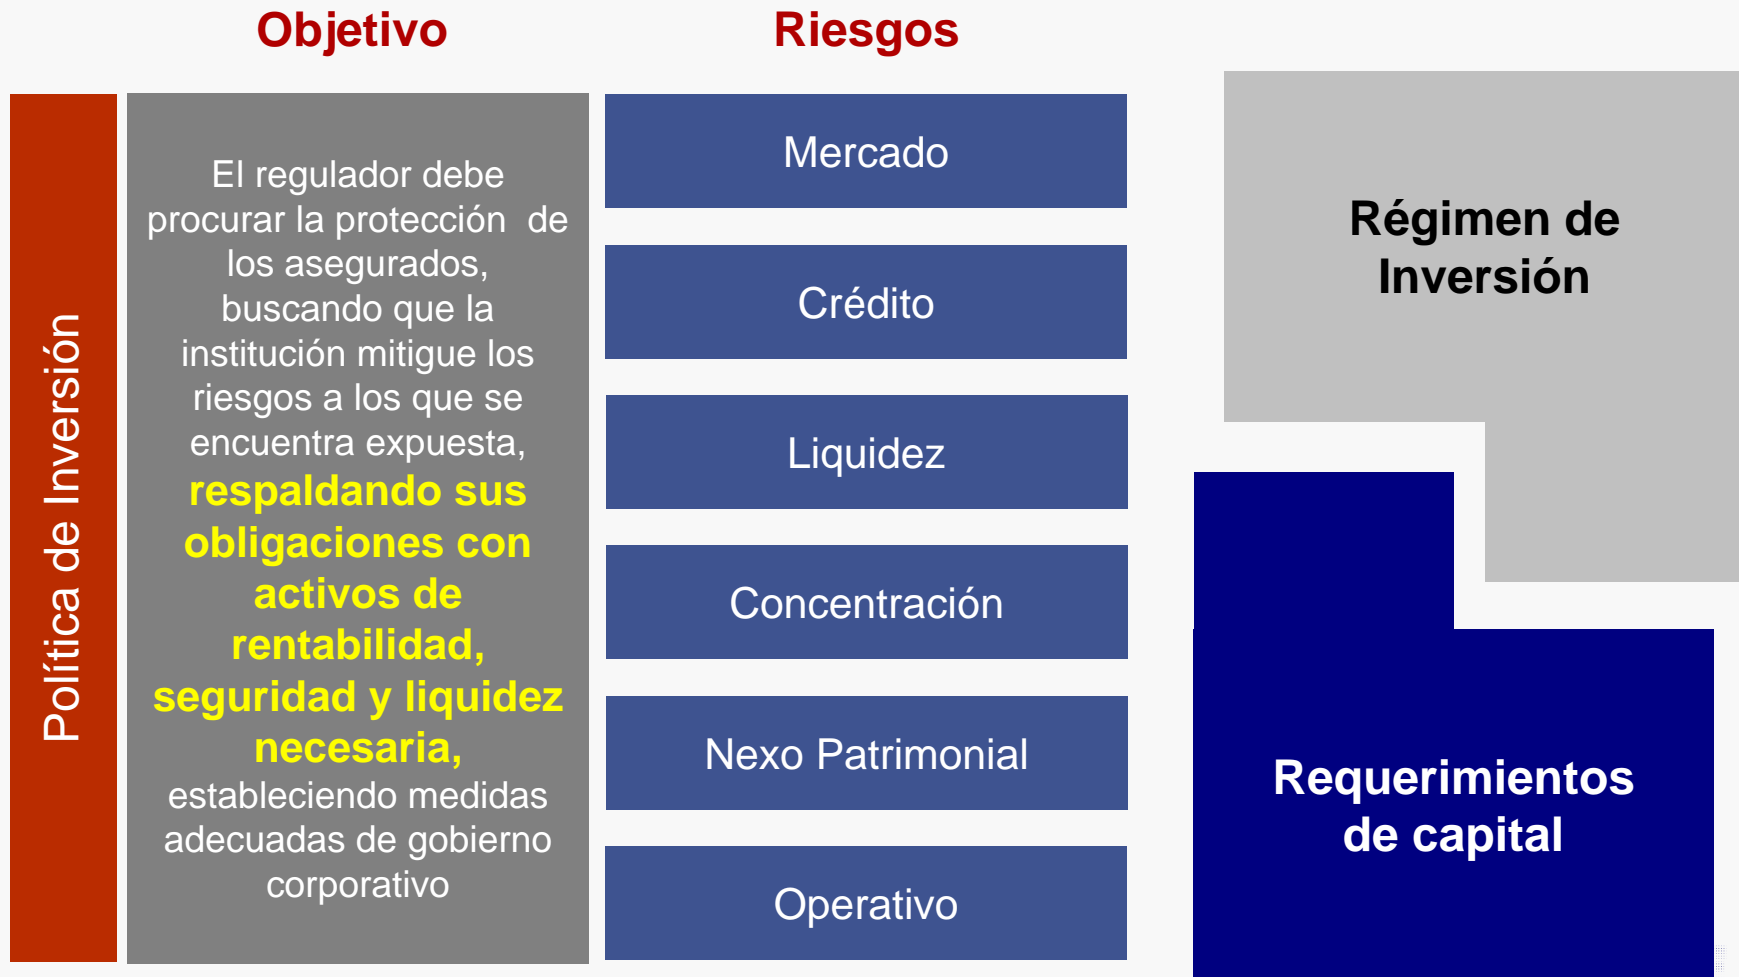 Objetivo
Riesgos
Política de Inversión
El regulador debe
procurar la protección  de
los asegurados,
buscando que la
institución mitigue los
riesgos a los que se
encuentra expuesta,
respaldando sus
obligaciones con
activos de
rentabilidad,
seguridad y liquidez
necesaria,
estableciendo medidas
adecuadas de gobierno
corporativo
Mercado
Crédito
Liquidez
Concentración
Nexo Patrimonial
Operativo
Régimen de
Inversión
Requerimientos
de capital